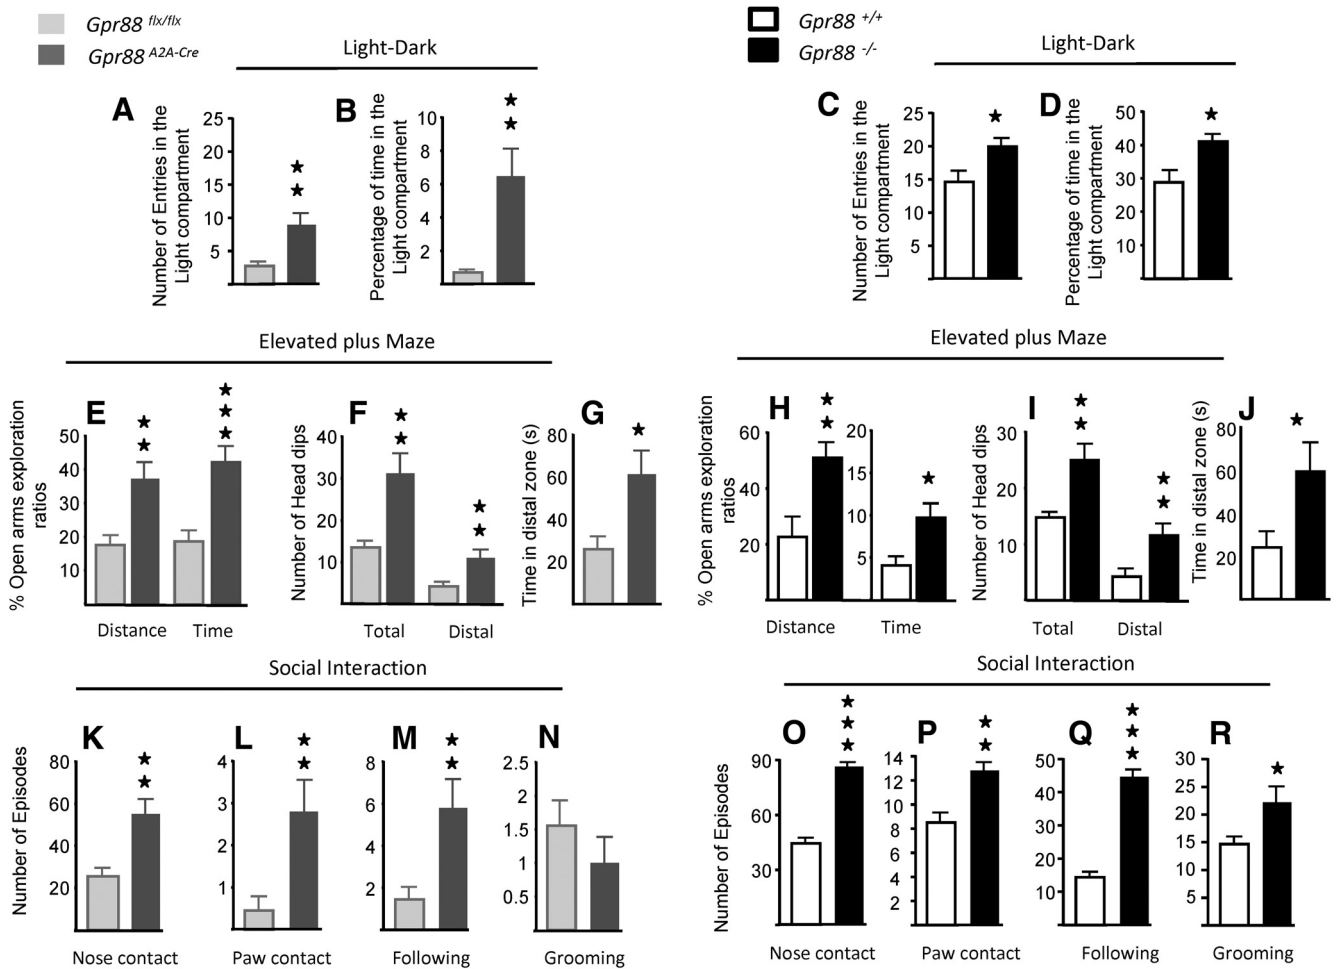 Gpr88 flx/flx
Gpr88 A2A-Cre
Light-Dark
A
Number of Entries in the
Light compartment
25
20
15
10
5
B
Percentage of time in the
Light compartment
10
8
6
4
2
Gpr88 +/+
Gpr88 -/-
Light-Dark
C
Number of Entries in the
Light compartment
25
20
15
10
5
D
Percentage of time in the
Light compartment
50
40
30
20
10
Elevated plus Maze
E
% Open arms exploration
ratios
50
40
30
20
10
Distance
Time
F
Number of Head dips
40
30
20
10
Total
Distal
G
Time in distal zone (s)
80
60
40
20
Elevated plus Maze
H
% Open arms exploration
ratios
60
40
20
Distance
20
15
10
5
Time
I
Number of Head dips
30
20
10
Total
Distal
J
Time in distal zone (s)
80
60
40
20
Social Interaction
K
Number of Episodes
80
60
40
20
Nose contact
L
4
3
2
1
Paw contact
M
8
6
4
2
Following
N
2.5
2
1.5
1
0.5
Grooming
Social Interaction
O
Number of Episodes
90
60
30
Nose contact
P
14
12
10
8
6
4
2
Paw contact
Q
50
40
30
20
10
Following
R
30
25
20
15
10
5
Grooming